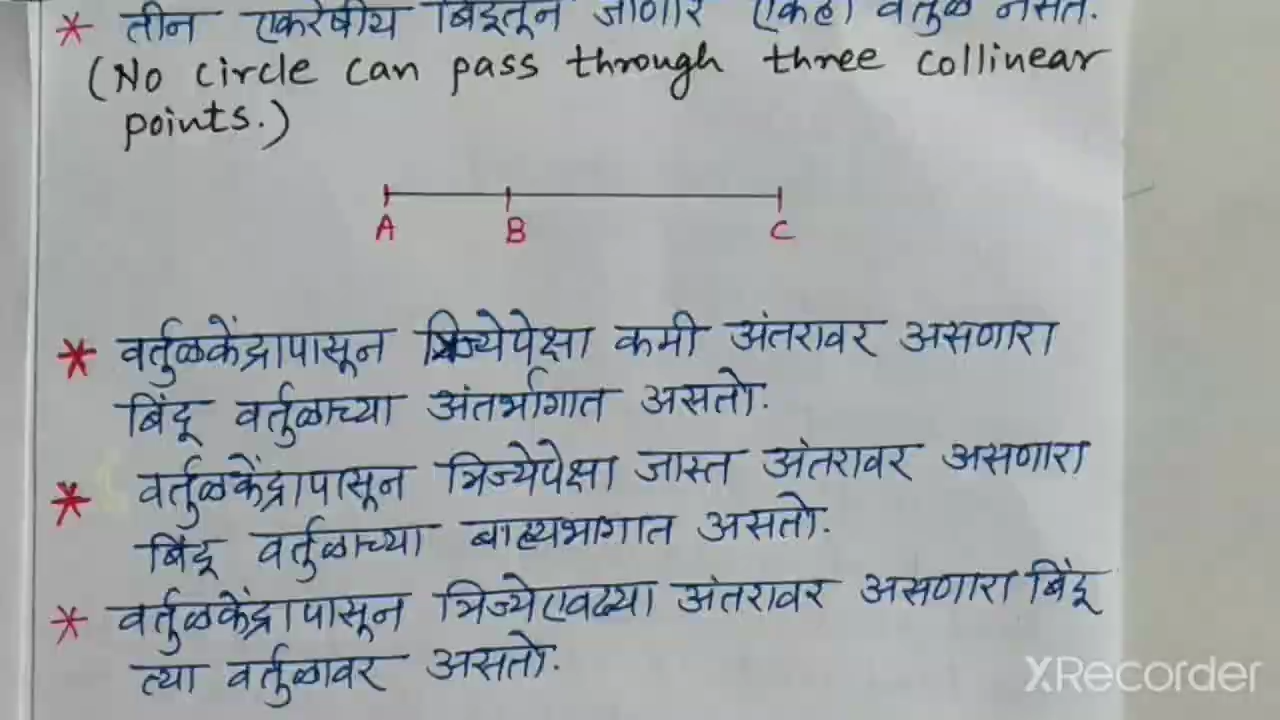 * तीन एकरेषीय बिंदूतून जाणारे एकही वर्तुळ नसते.
(No circle can pass through three collinear
points.)
A B C
* वर्तुळकेंद्रापासून त्रिज्येपेक्षा कमी अंतरावर असणारा
बिंदू वर्तुळाच्या अंतर्भागात असतो.
* वर्तुळकेंद्रापासून त्रिज्येपेक्षा जास्त अंतरावर असणारा
बिंदू वर्तुळाच्या बाह्यभागात असतो.
* वर्तुळकेंद्रापासून त्रिज्येएवढ्या अंतरावर असणारा बिंदू
त्या वर्तुळावर असतो.
XRecorder